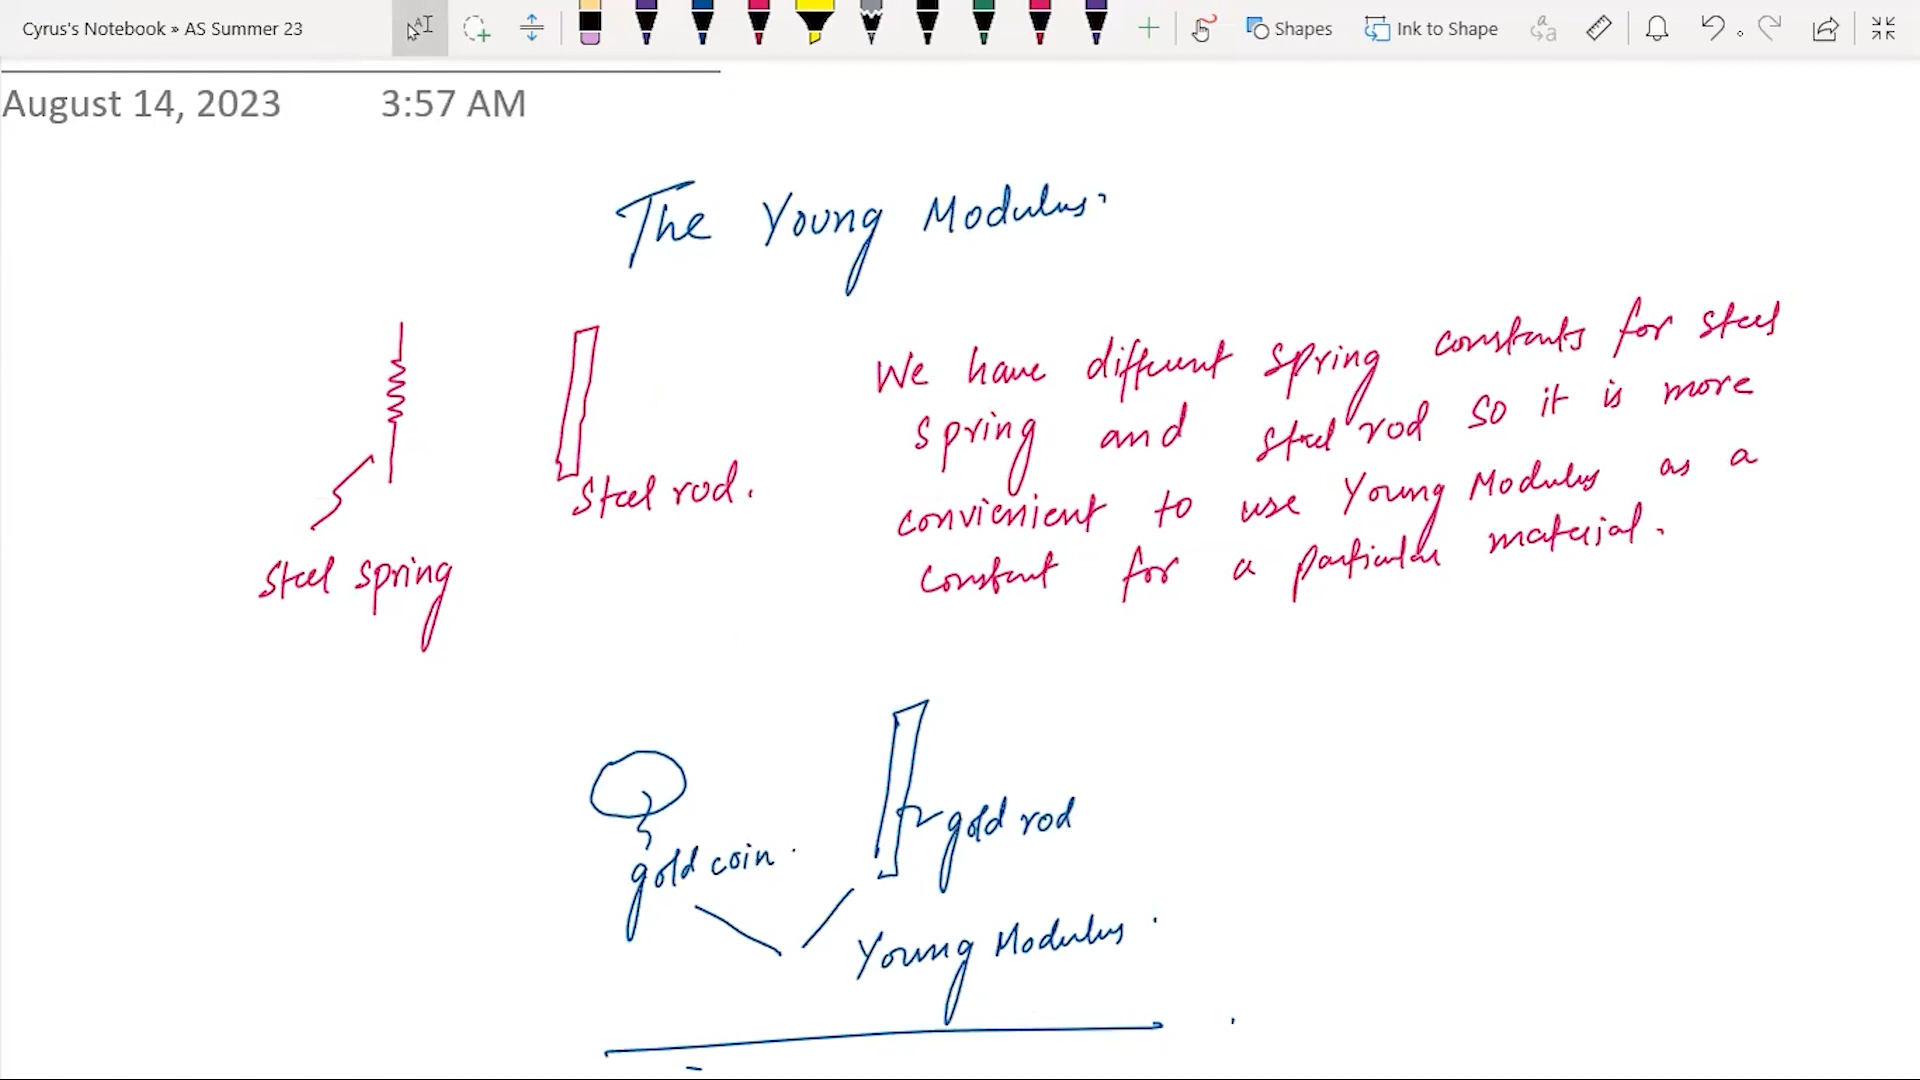 Cyrus's Notebook » AS Summer 23
Shapes
Ink to Shape
August 14, 2023 3:57 AM
The Young Modulus.
We have different spring constants for steel
spring and steel rod so it is more
convienient to use Young Modulus as a
constant for a particular material.
Steel rod.
Steel spring
gold rod
gold coin.
Young Modulus.